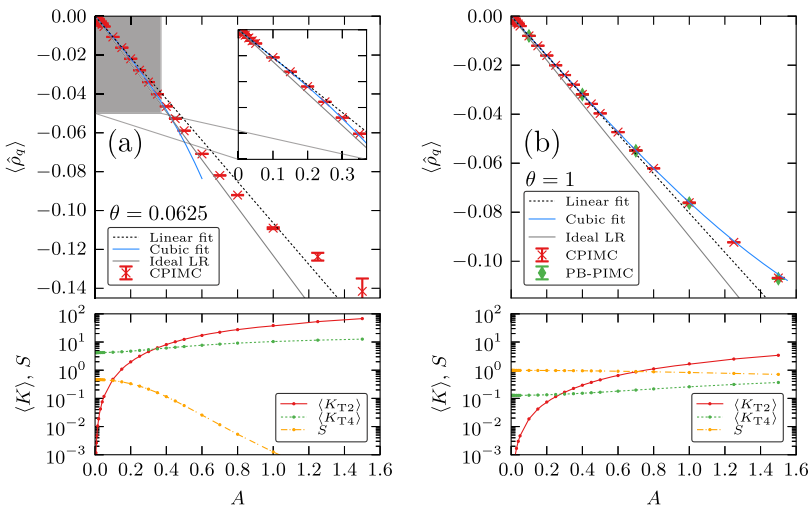 0.00
−0.02
−0.04
−0.06
−0.08
−0.10
−0.12
−0.14
⟨ρ̂q⟩
(a)
θ = 0.0625
Linear fit
Cubic fit
Ideal LR
CPIMC
0.0 0.1 0.2 0.3
10² 
10¹
10⁰
10⁻¹
10⁻²
10⁻³
⟨K⟩, S
⟨K_T2⟩
⟨K_T4⟩
S
0.0 0.2 0.4 0.6 0.8 1.0 1.2 1.4 1.6
A
0.00
−0.02
−0.04
−0.06
−0.08
−0.10
⟨ρ̂q⟩
(b)
θ = 1
Linear fit
Cubic fit
Ideal LR
CPIMC
PB-PIMC
10²
10¹
10⁰
10⁻¹
10⁻²
10⁻³
⟨K⟩, S
⟨K_T2⟩
⟨K_T4⟩
S
0.0 0.2 0.4 0.6 0.8 1.0 1.2 1.4 1.6
A